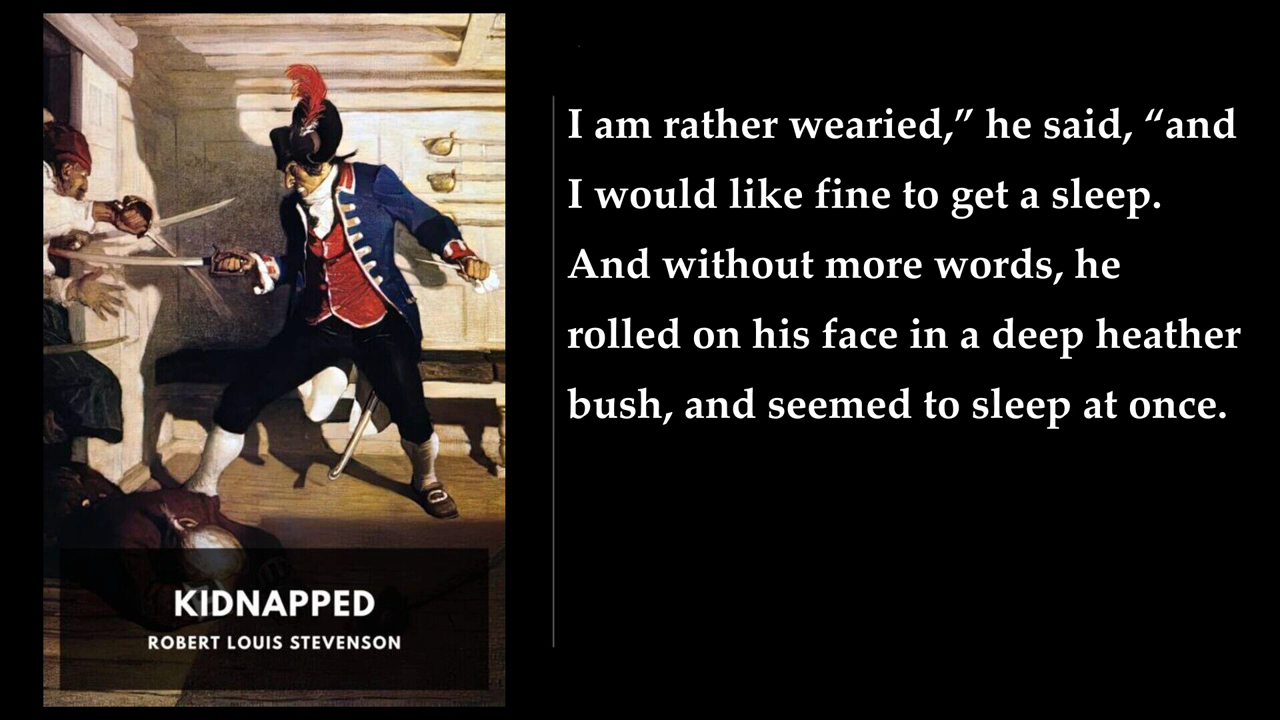 I am rather wearied,” he said, “and
I would like fine to get a sleep.
And without more words, he
rolled on his face in a deep heather
bush, and seemed to sleep at once.
KIDNAPPED
ROBERT LOUIS STEVENSON